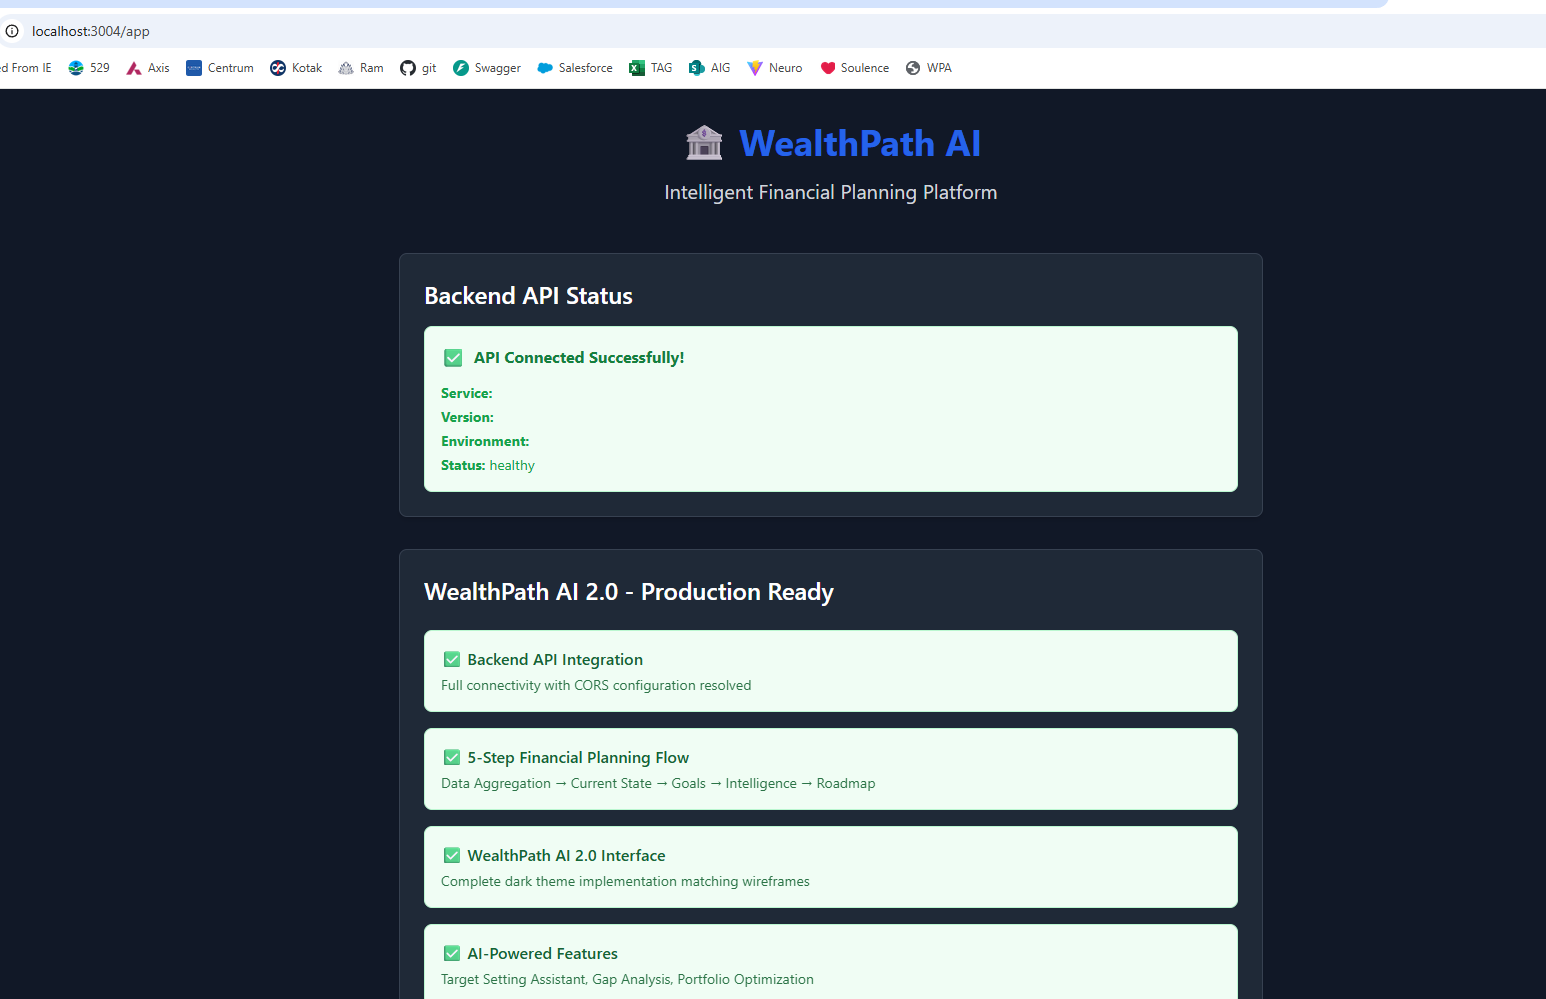 localhost:3004/app
ed From IE 529 Axis Centrum Kotak Ram git Swagger Salesforce TAG AIG Neuro Soulence WPA
WealthPath AI
Intelligent Financial Planning Platform
Backend API Status
API Connected Successfully!
Service:
Version:
Environment:
Status: healthy
WealthPath AI 2.0 - Production Ready
Backend API Integration
Full connectivity with CORS configuration resolved
5-Step Financial Planning Flow
Data Aggregation → Current State → Goals → Intelligence → Roadmap
WealthPath AI 2.0 Interface
Complete dark theme implementation matching wireframes
AI-Powered Features
Target Setting Assistant, Gap Analysis, Portfolio Optimization